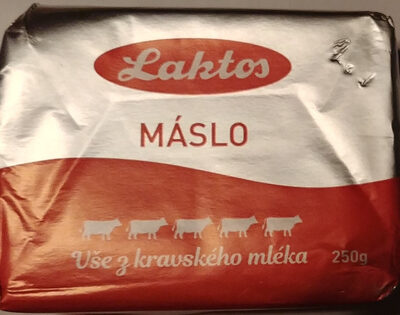 Laktos
MÁSLO
Vše z kravského mléka
250g